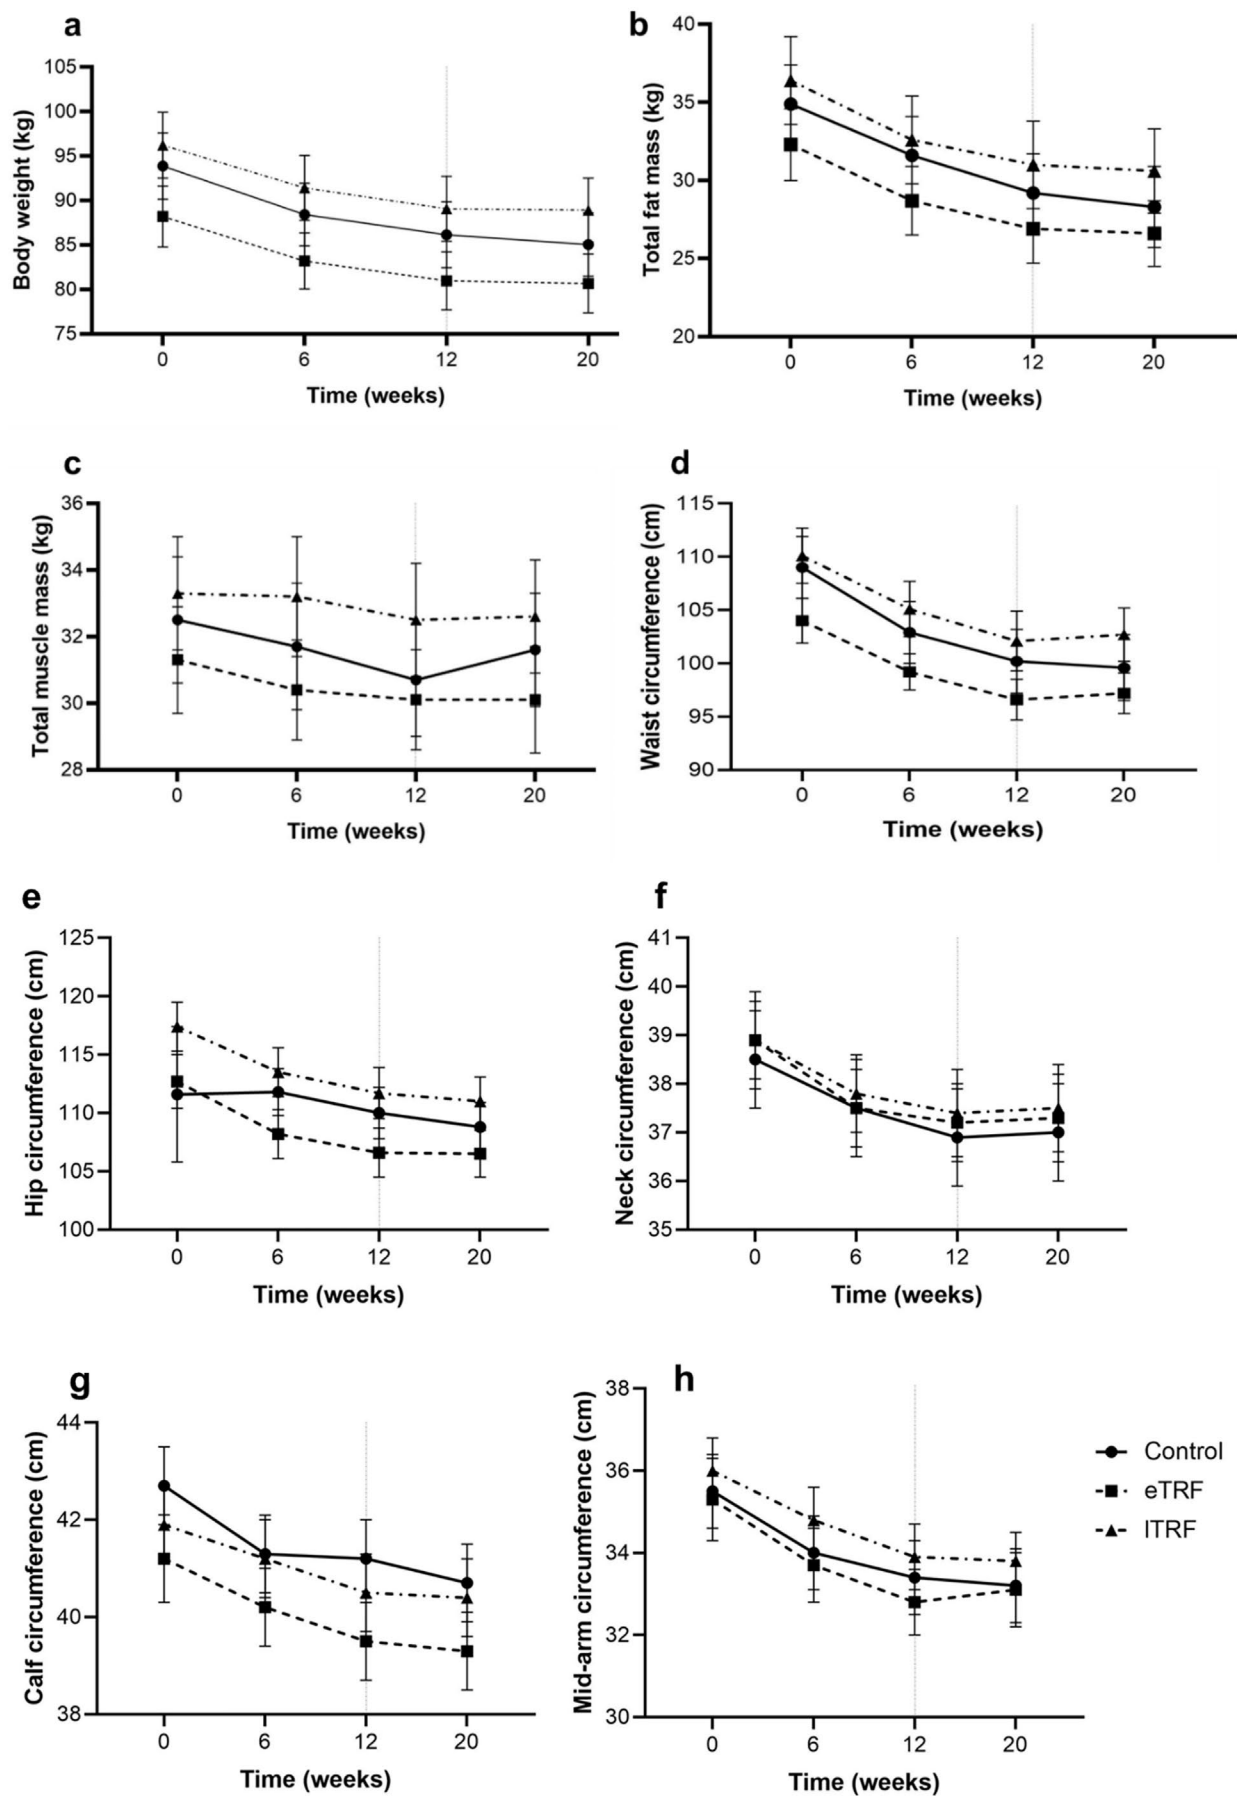 a
Body weight (kg)
105
100
95
90
85
80
75
0 6 12 20
Time (weeks)
b
Total fat mass (kg)
40
35
30
25
20
0 6 12 20
Time (weeks)
c
Total muscle mass (kg)
36
34
32
30
28
0 6 12 20
Time (weeks)
d
Waist circumference (cm)
115
110
105
100
95
90
0 6 12 20
Time (weeks)
e
Hip circumference (cm)
125
120
115
110
105
100
0 6 12 20
Time (weeks)
f
Neck circumference (cm)
41
40
39
38
37
36
35
0 6 12 20
Time (weeks)
g
Calf circumference (cm)
44
42
40
38
0 6 12 20
Time (weeks)
h
Mid-arm circumference (cm)
38
36
34
32
30
0 6 12 20
Time (weeks)
Control
eTRF
lTRF